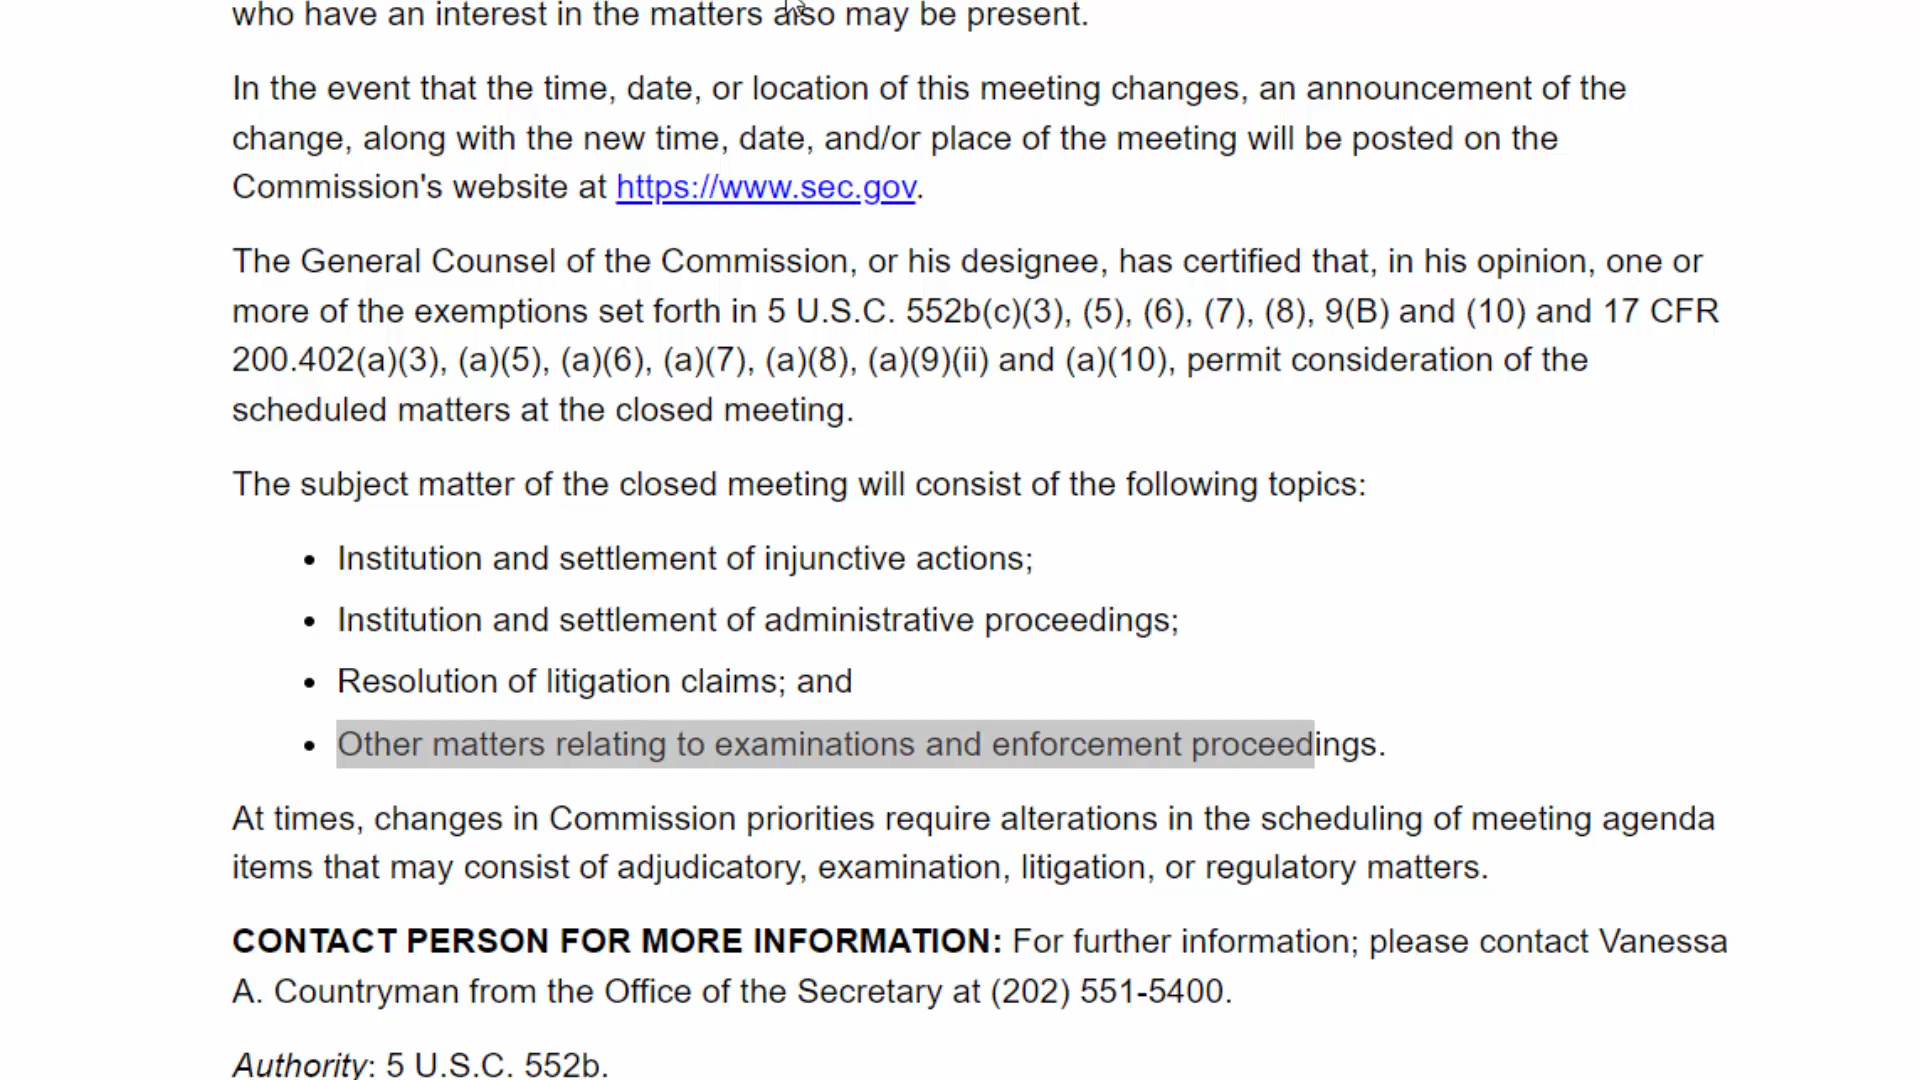 who have an interest in the matters also may be present.
In the event that the time, date, or location of this meeting changes, an announcement of the
change, along with the new time, date, and/or place of the meeting will be posted on the
Commission's website at https://www.sec.gov.
The General Counsel of the Commission, or his designee, has certified that, in his opinion, one or
more of the exemptions set forth in 5 U.S.C. 552b(c)(3), (5), (6), (7), (8), 9(B) and (10) and 17 CFR
200.402(a)(3), (a)(5), (a)(6), (a)(7), (a)(8), (a)(9)(ii) and (a)(10), permit consideration of the
scheduled matters at the closed meeting.
The subject matter of the closed meeting will consist of the following topics:
• Institution and settlement of injunctive actions;
• Institution and settlement of administrative proceedings;
• Resolution of litigation claims; and
• Other matters relating to examinations and enforcement proceedings.
At times, changes in Commission priorities require alterations in the scheduling of meeting agenda
items that may consist of adjudicatory, examination, litigation, or regulatory matters.
CONTACT PERSON FOR MORE INFORMATION: For further information; please contact Vanessa
A. Countryman from the Office of the Secretary at (202) 551-5400.
Authority: 5 U.S.C. 552b.